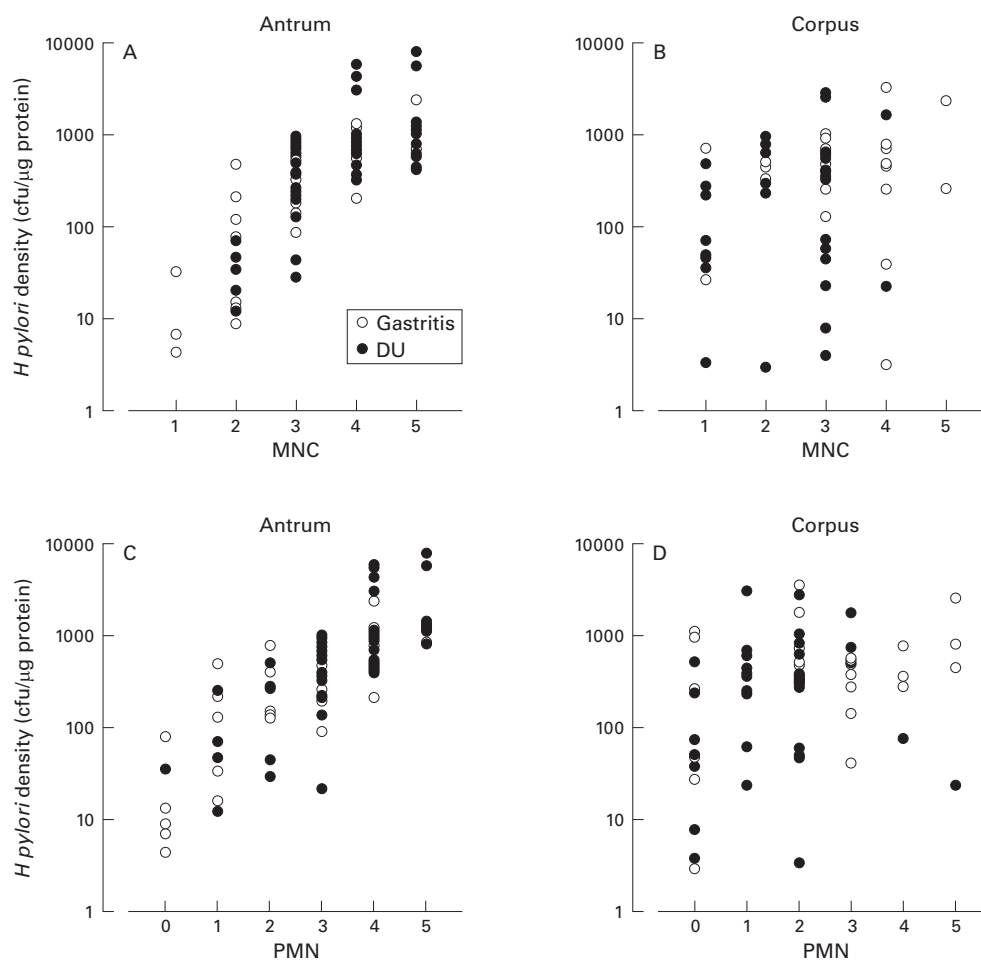 Antrum
A
10000
1000
100
10
1
H pylori density (cfu/μg protein)
1 2 3 4 5
MNC
Gastritis
DU
Corpus
B
10000
1000
100
10
1
1 2 3 4 5
MNC
Antrum
C
10000
1000
100
10
1
H pylori density (cfu/μg protein)
0 1 2 3 4 5
PMN
Corpus
D
10000
1000
100
10
1
0 1 2 3 4 5
PMN